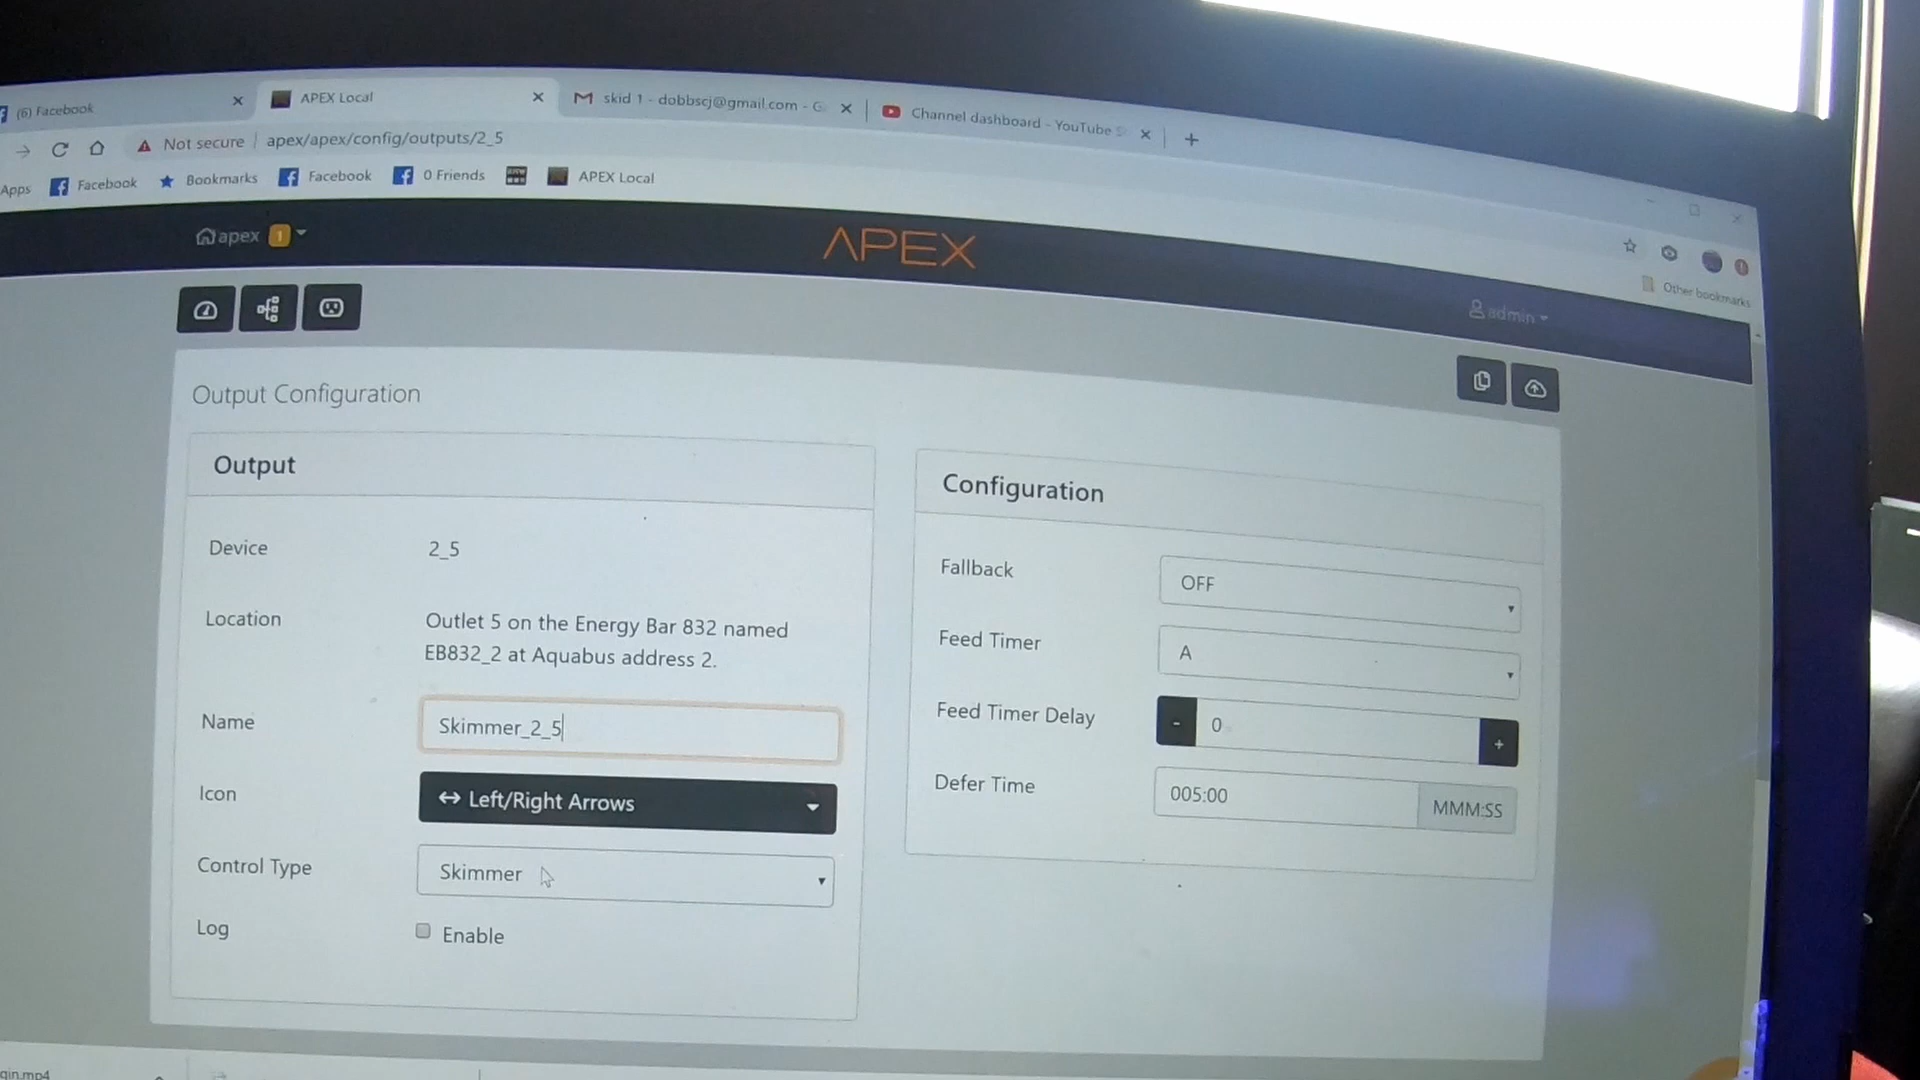 (6) Facebook
APEX Local
skid 1 - dobbscj@gmail.com - G
Channel dashboard - YouTube S
Not secure
apex/apex/config/outputs/2_5
Apps
Facebook
Bookmarks
Facebook
0 Friends
APEX Local
Other bookmarks
apex 1
APEX
admin
Output Configuration
Output
Device
2_5
Location
Outlet 5 on the Energy Bar 832 named
EB832_2 at Aquabus address 2.
Name
Skimmer_2_5
Icon
Left/Right Arrows
Control Type
Skimmer
Log
Enable
Configuration
Fallback
OFF
Feed Timer
A
Feed Timer Delay
- 0 +
Defer Time
005:00
MMM:SS